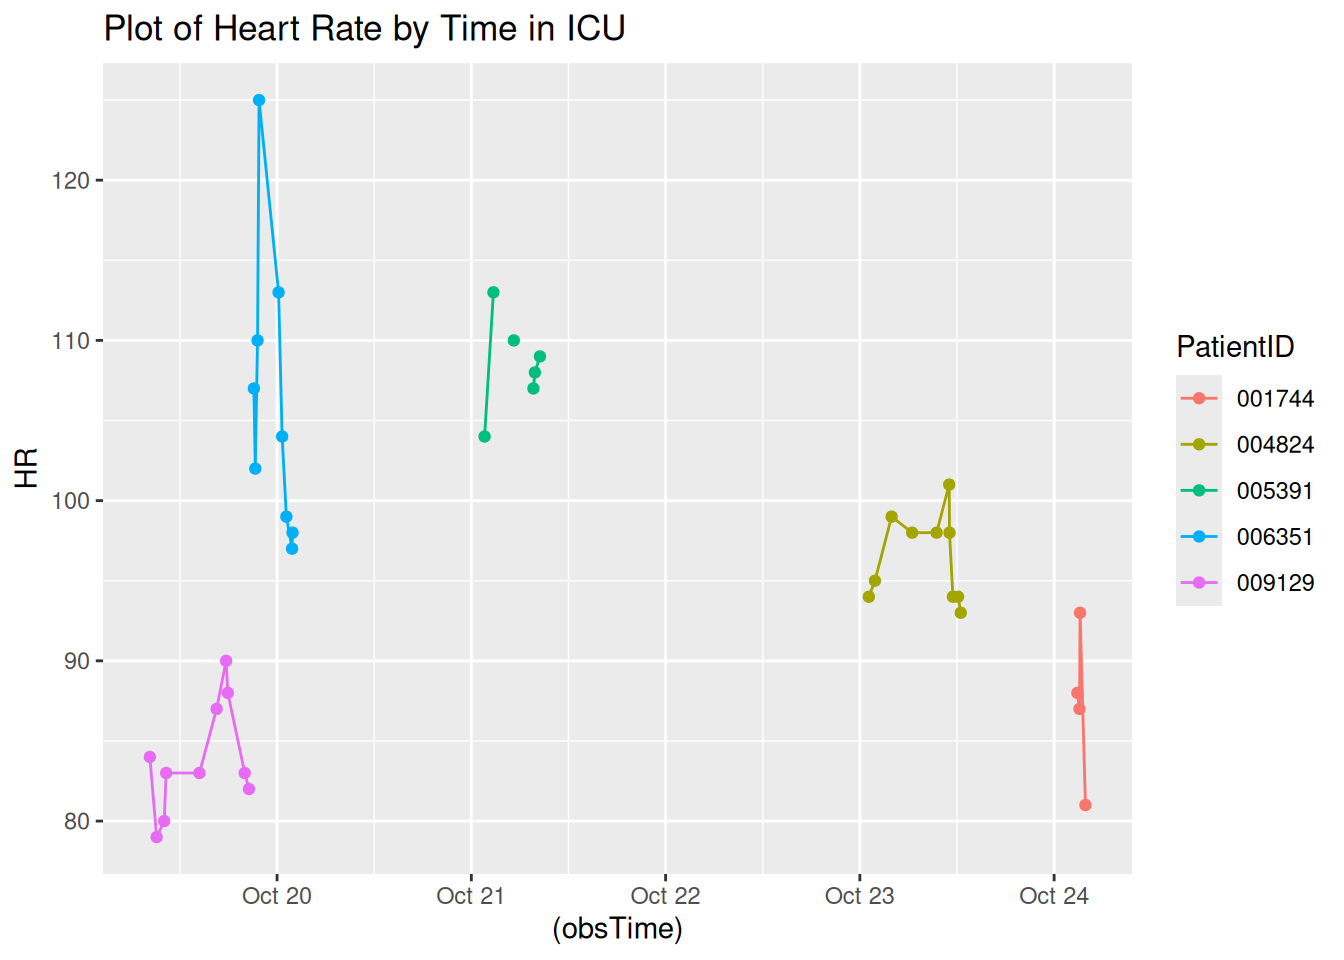 Plot of Heart Rate by Time in ICU
HR
120
110
100
90
80
Oct 20
Oct 21
Oct 22
Oct 23
Oct 24
(obsTime)
PatientID
001744
004824
005391
006351
009129